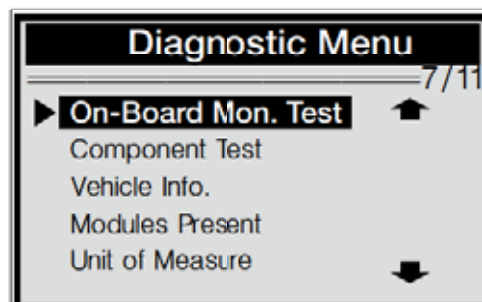 Diagnostic Menu
7/11
On-Board Mon. Test
Component Test
Vehicle Info.
Modules Present
Unit of Measure